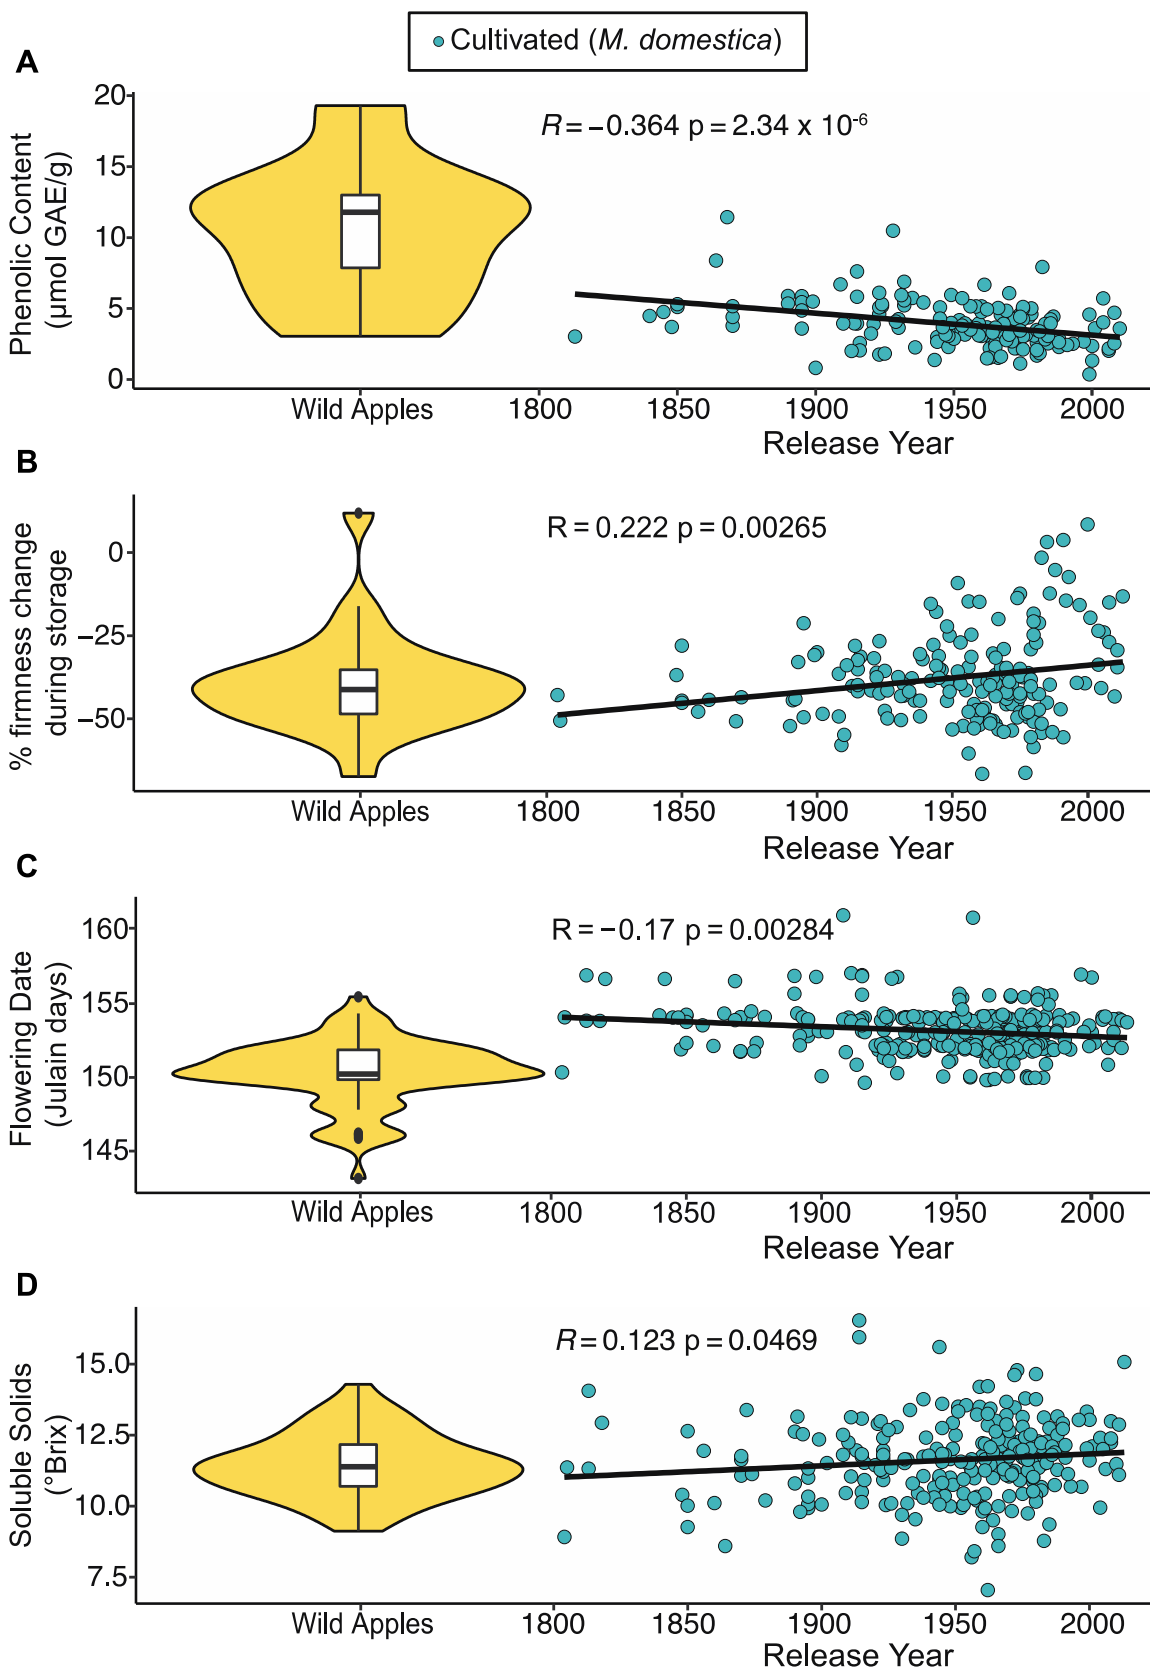 Cultivated (M. domestica)
A
Phenolic Content
(µmol GAE/g)
20
15
10
5
0
R = −0.364 p = 2.34 x 10-6
Wild Apples
1800
1850
1900
1950
2000
Release Year
B
% firmness change
during storage
0
−25
−50
R = 0.222 p = 0.00265
Wild Apples
1800
1850
1900
1950
2000
Release Year
C
Flowering Date
(Julain days)
160
155
150
145
R = −0.17 p = 0.00284
Wild Apples
1800
1850
1900
1950
2000
Release Year
D
Soluble Solids
(°Brix)
15.0
12.5
10.0
7.5
R = 0.123 p = 0.0469
Wild Apples
1800
1850
1900
1950
2000
Release Year